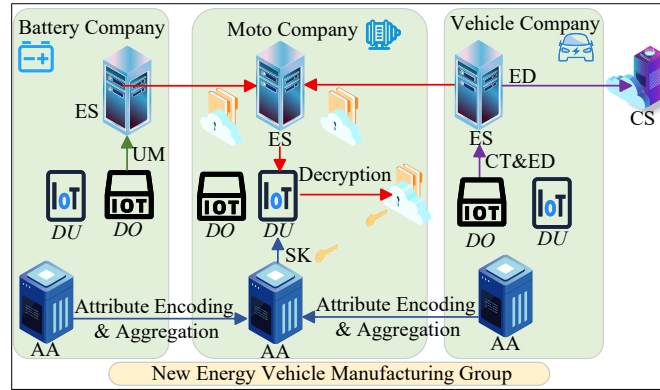 Battery Company
Moto Company
Vehicle Company
ES
ES
ES
ED
CS
UM
Decryption
CT&ED
IoT
IOT
IOT
IoT
IOT
IoT
DU
DO
DO
DU
DO
DU
SK
Attribute Encoding
& Aggregation
Attribute Encoding
& Aggregation
AA
AA
AA
New Energy Vehicle Manufacturing Group